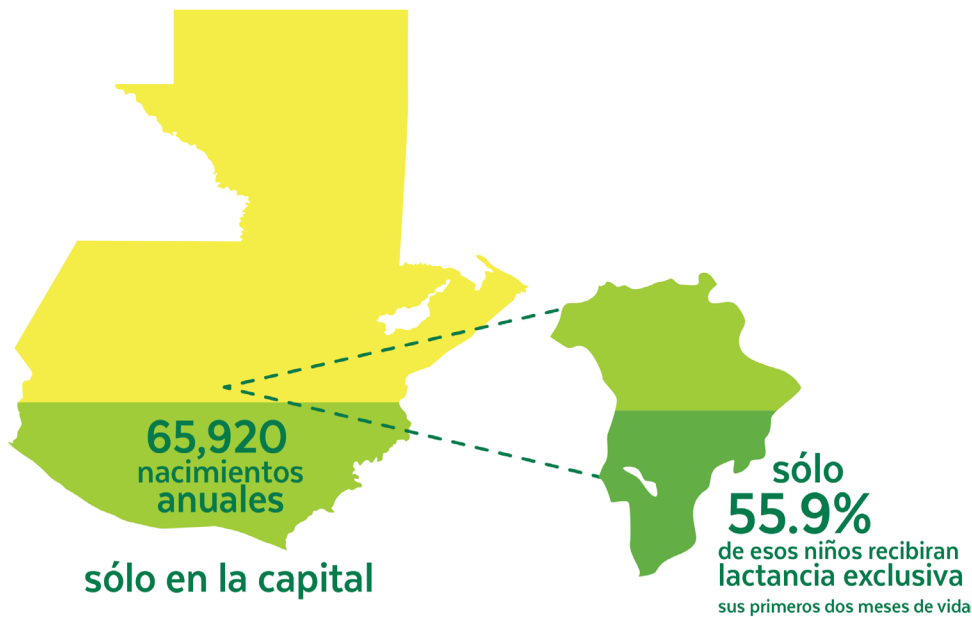 65,920
nacimientos
anuales
sólo en la capital
sólo
55.9%
de esos niños recibiran
lactancia exclusiva
sus primeros dos meses de vida